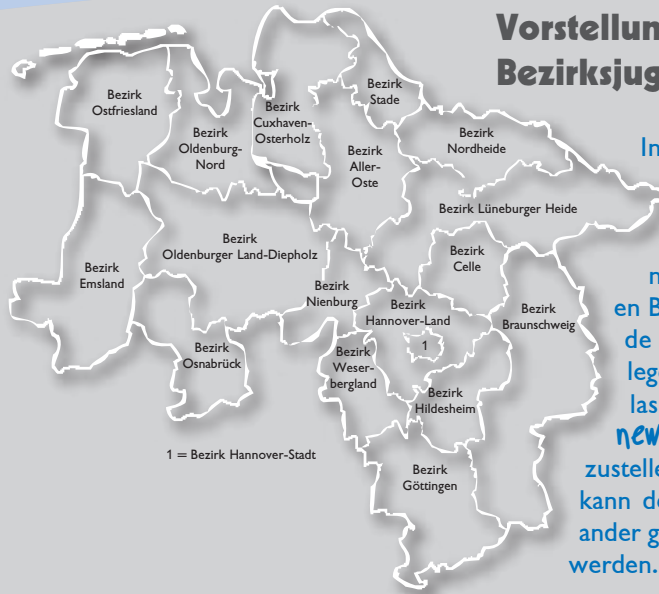 Vorstellun
Bezirksjug
Bezirk
Ostfriesland
Bezirk
Oldenburg-
Nord
Bezirk
Cuxhaven-
Osterholz
Bezirk
Stade
Bezirk
Aller-
Oste
Bezirk
Nordheide
Bezirk Lüneburger Heide
Bezirk
Emsland
Bezirk
Oldenburger Land-Diepholz
Bezirk
Nienburg
Bezirk
Celle
Bezirk
Hannover-Land
1
Bezirk
Braunschweig
Bezirk
Osnabrück
Bezirk
Weser-
bergland
Bezirk
Hildesheim
Bezirk
Göttingen
1 = Bezirk Hannover-Stadt
In
n
en B
de
leg
las
new
zustelle
kann de
ander g
werden.